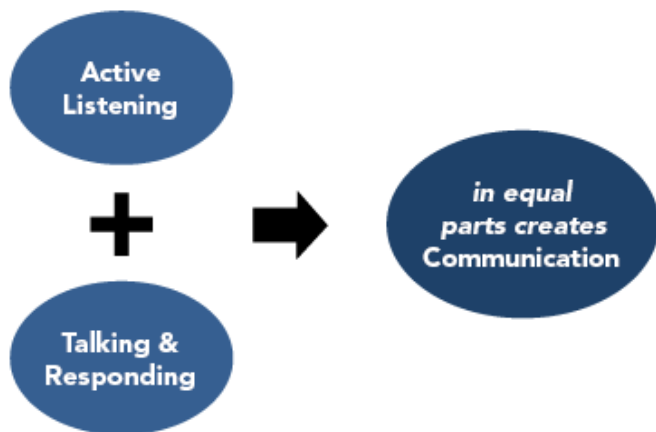 Active
Listening
Talking &
Responding
in equal
parts creates
Communication